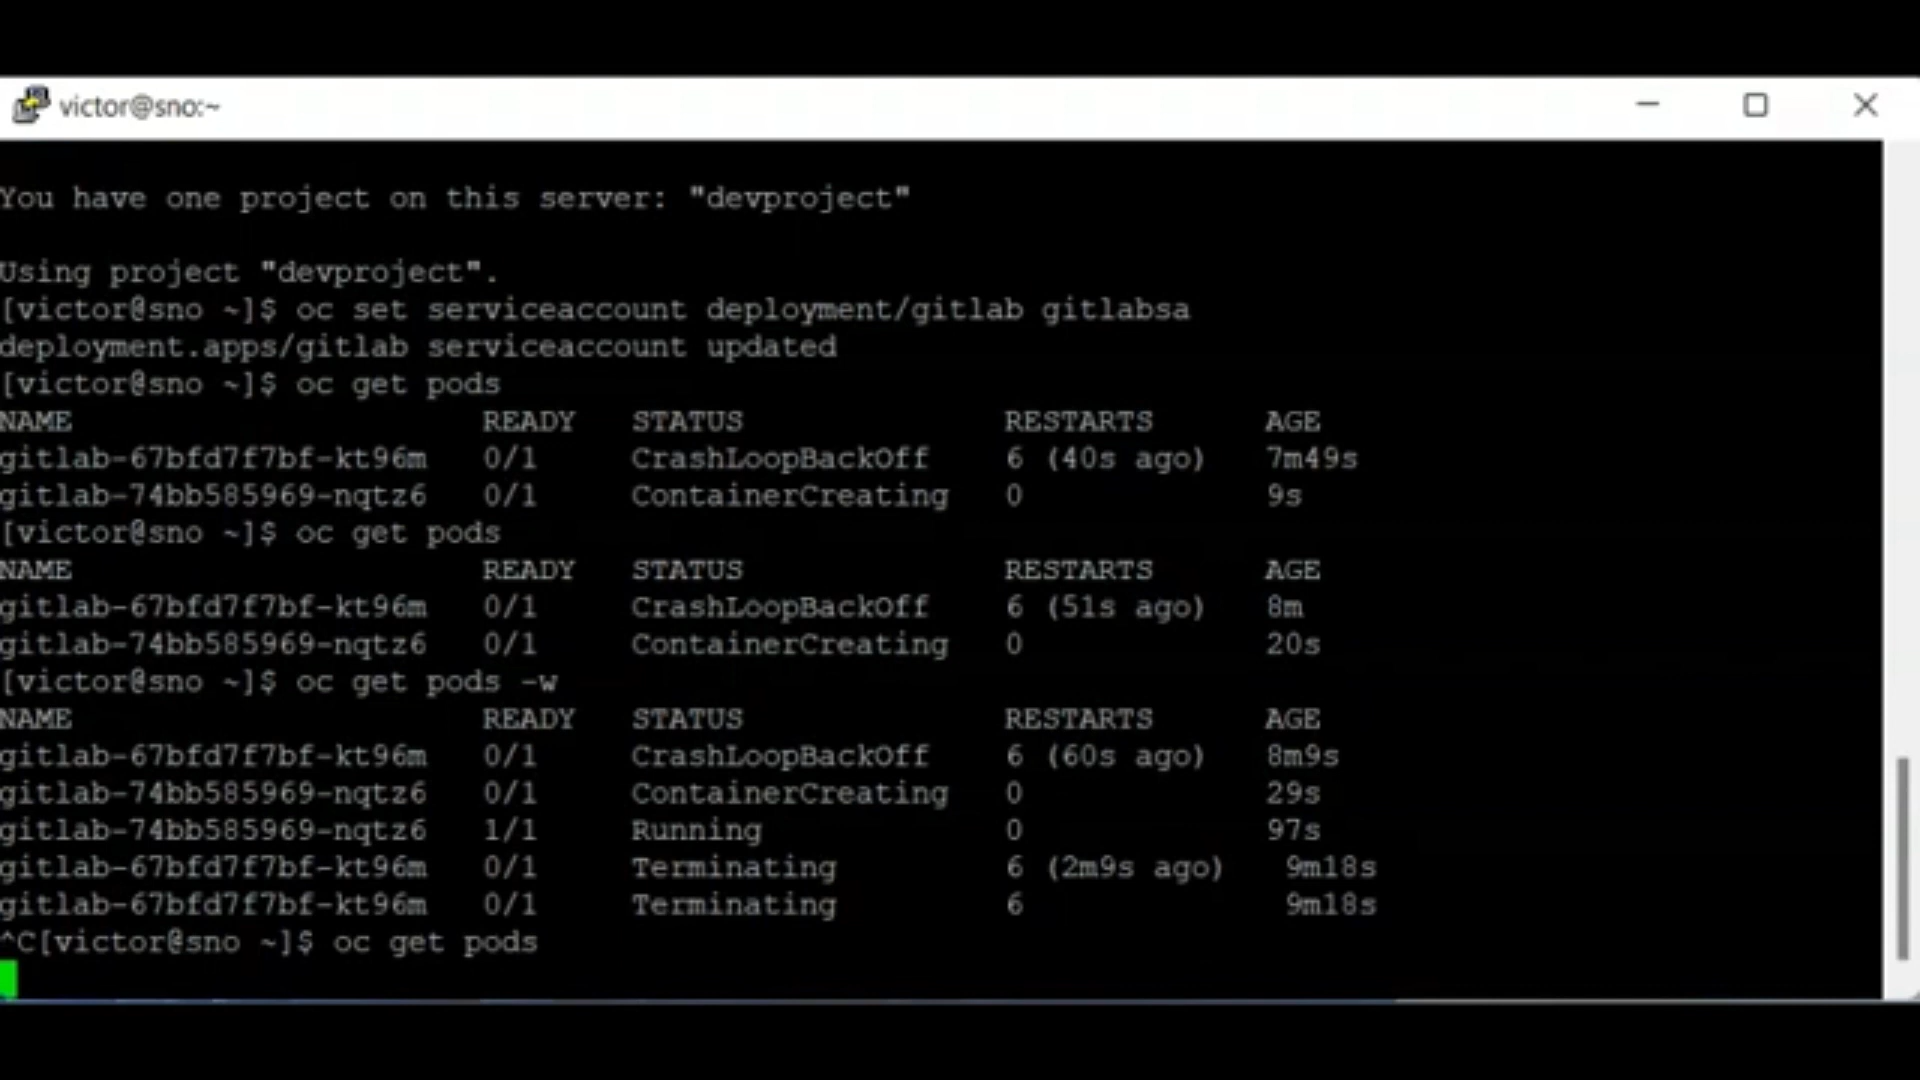 victor@sno:~
You have one project on this server: "devproject"
Using project "devproject".
[victor@sno ~]$ oc set serviceaccount deployment/gitlab gitlabsa
deployment.apps/gitlab serviceaccount updated
[victor@sno ~]$ oc get pods
NAME READY STATUS RESTARTS AGE
gitlab-67bfd7f7bf-kt96m 0/1 CrashLoopBackOff 6 (40s ago) 7m49s
gitlab-74bb585969-nqtz6 0/1 ContainerCreating 0 9s
[victor@sno ~]$ oc get pods
NAME READY STATUS RESTARTS AGE
gitlab-67bfd7f7bf-kt96m 0/1 CrashLoopBackOff 6 (51s ago) 8m
gitlab-74bb585969-nqtz6 0/1 ContainerCreating 0 20s
[victor@sno ~]$ oc get pods -w
NAME READY STATUS RESTARTS AGE
gitlab-67bfd7f7bf-kt96m 0/1 CrashLoopBackOff 6 (60s ago) 8m9s
gitlab-74bb585969-nqtz6 0/1 ContainerCreating 0 29s
gitlab-74bb585969-nqtz6 1/1 Running 0 97s
gitlab-67bfd7f7bf-kt96m 0/1 Terminating 6 (2m9s ago) 9m18s
gitlab-67bfd7f7bf-kt96m 0/1 Terminating 6 9m18s
^C[victor@sno ~]$ oc get pods